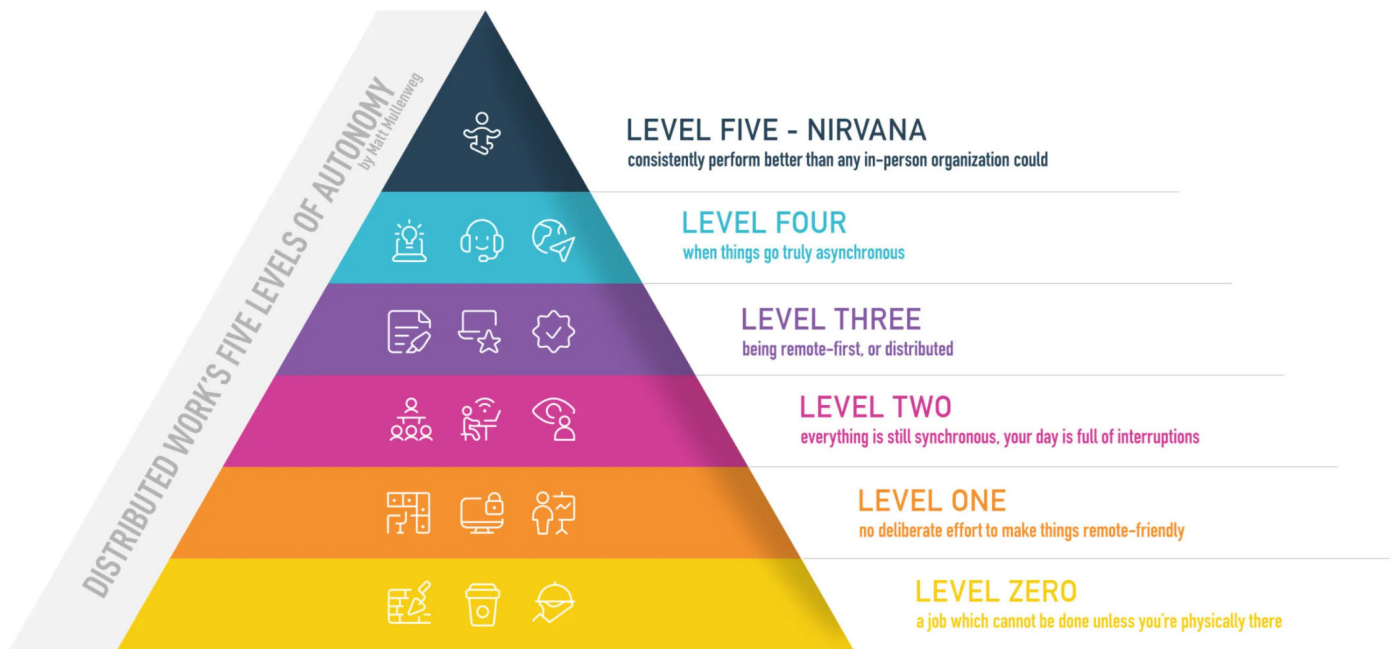 DISTRIBUTED WORK'S FIVE LEVELS OF AUTONOMY
by Matt Mullenweg
LEVEL FIVE - NIRVANA
consistently perform better than any in-person organization could
LEVEL FOUR
when things go truly asynchronous
LEVEL THREE
being remote-first, or distributed
LEVEL TWO
everything is still synchronous, your day is full of interruptions
LEVEL ONE
no deliberate effort to make things remote-friendly
LEVEL ZERO
a job which cannot be done unless you're physically there